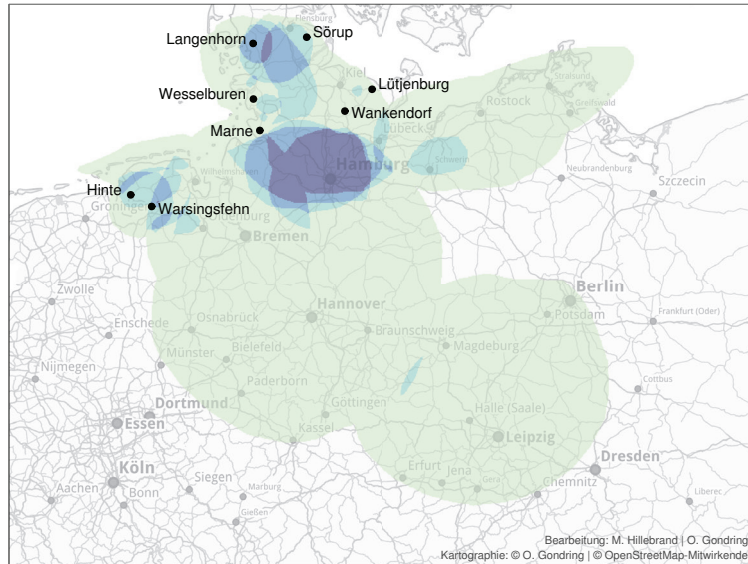 Flensburg
Sörup
Langenhorn
Kiel
Lütjenburg
Stralsund
Wesselburen
Rostock
Greifswald
Wankendorf
Marne
Lübeck
Hamburg
Schwerin
Wilhelmshaven
Neubrandenburg
Szczecin
Hinte
Groningen
Warsingsfehn
Oldenburg
Bremen
Berlin
Zwolle
Hannover
Potsdam
Frankfurt (Oder)
Enschede
Osnabrück
Braunschweig
Bielefeld
Magdeburg
Münster
Nijmegen
Paderborn
Cottbus
Dortmund
Göttingen
Halle (Saale)
Essen
Kassel
Leipzig
Dresden
Köln
Erfurt
Jena
Gera
Chemnitz
Siegen
Aachen
Marburg
Bonn
Liberec
Gießen
Bearbeitung: M. Hillebrand | O. Gondring
Kartographie: © O. Gondring | © OpenStreetMap-Mitwirkende